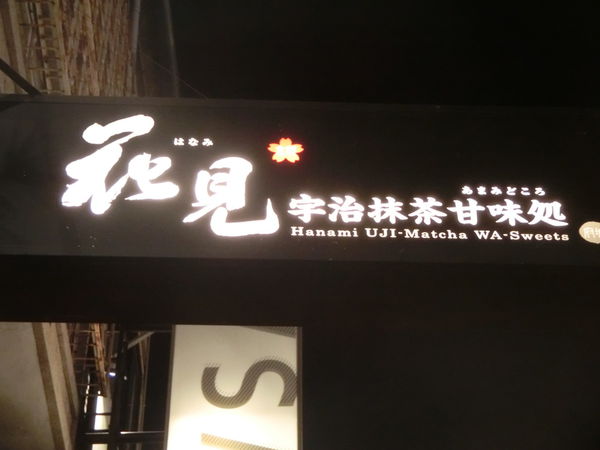 はなみ
花見
あまみどころ
宇治抹茶甘味処
Hanami UJI-Matcha WA-Sweets
S